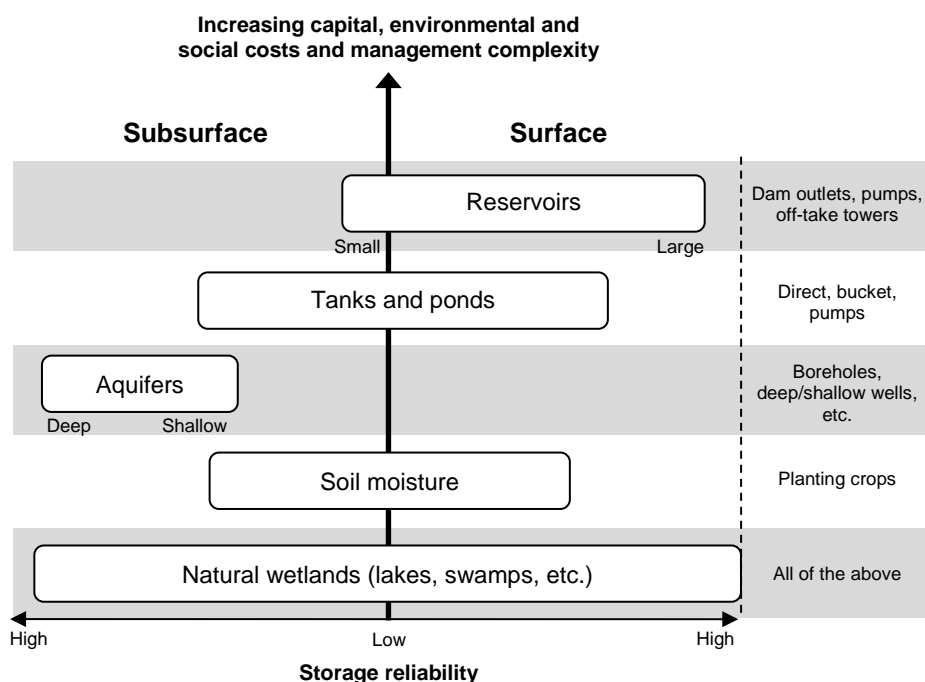 Increasing capital, environmental and
social costs and management complexity
Subsurface
Surface
Reservoirs
Small
Large
Dam outlets, pumps,
off-take towers
Tanks and ponds
Direct, bucket,
pumps
Aquifers
Deep
Shallow
Boreholes,
deep/shallow wells,
etc.
Soil moisture
Planting crops
Natural wetlands (lakes, swamps, etc.)
All of the above
High
Low
High
Storage reliability